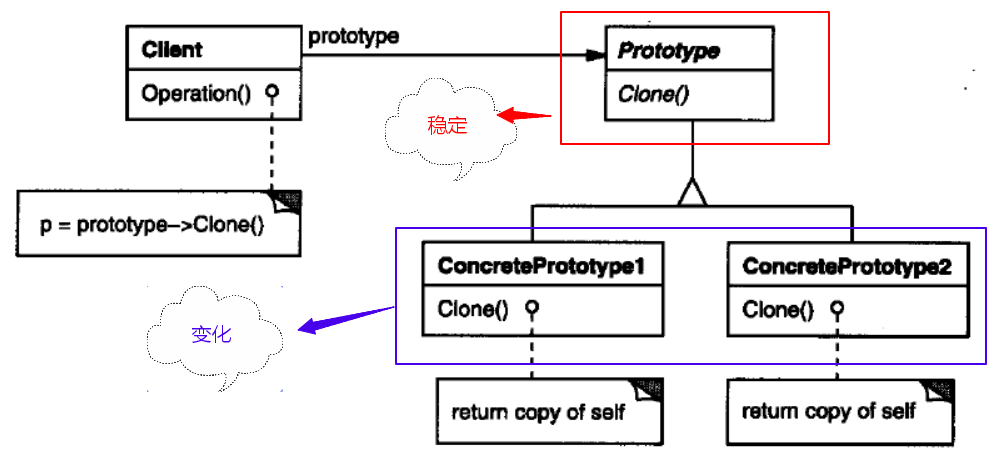 Client
prototype
Prototype
Operation()
Clone()
稳定
p = prototype->Clone()
ConcretePrototype1
ConcretePrototype2
Clone()
Clone()
变化
return copy of self
return copy of self